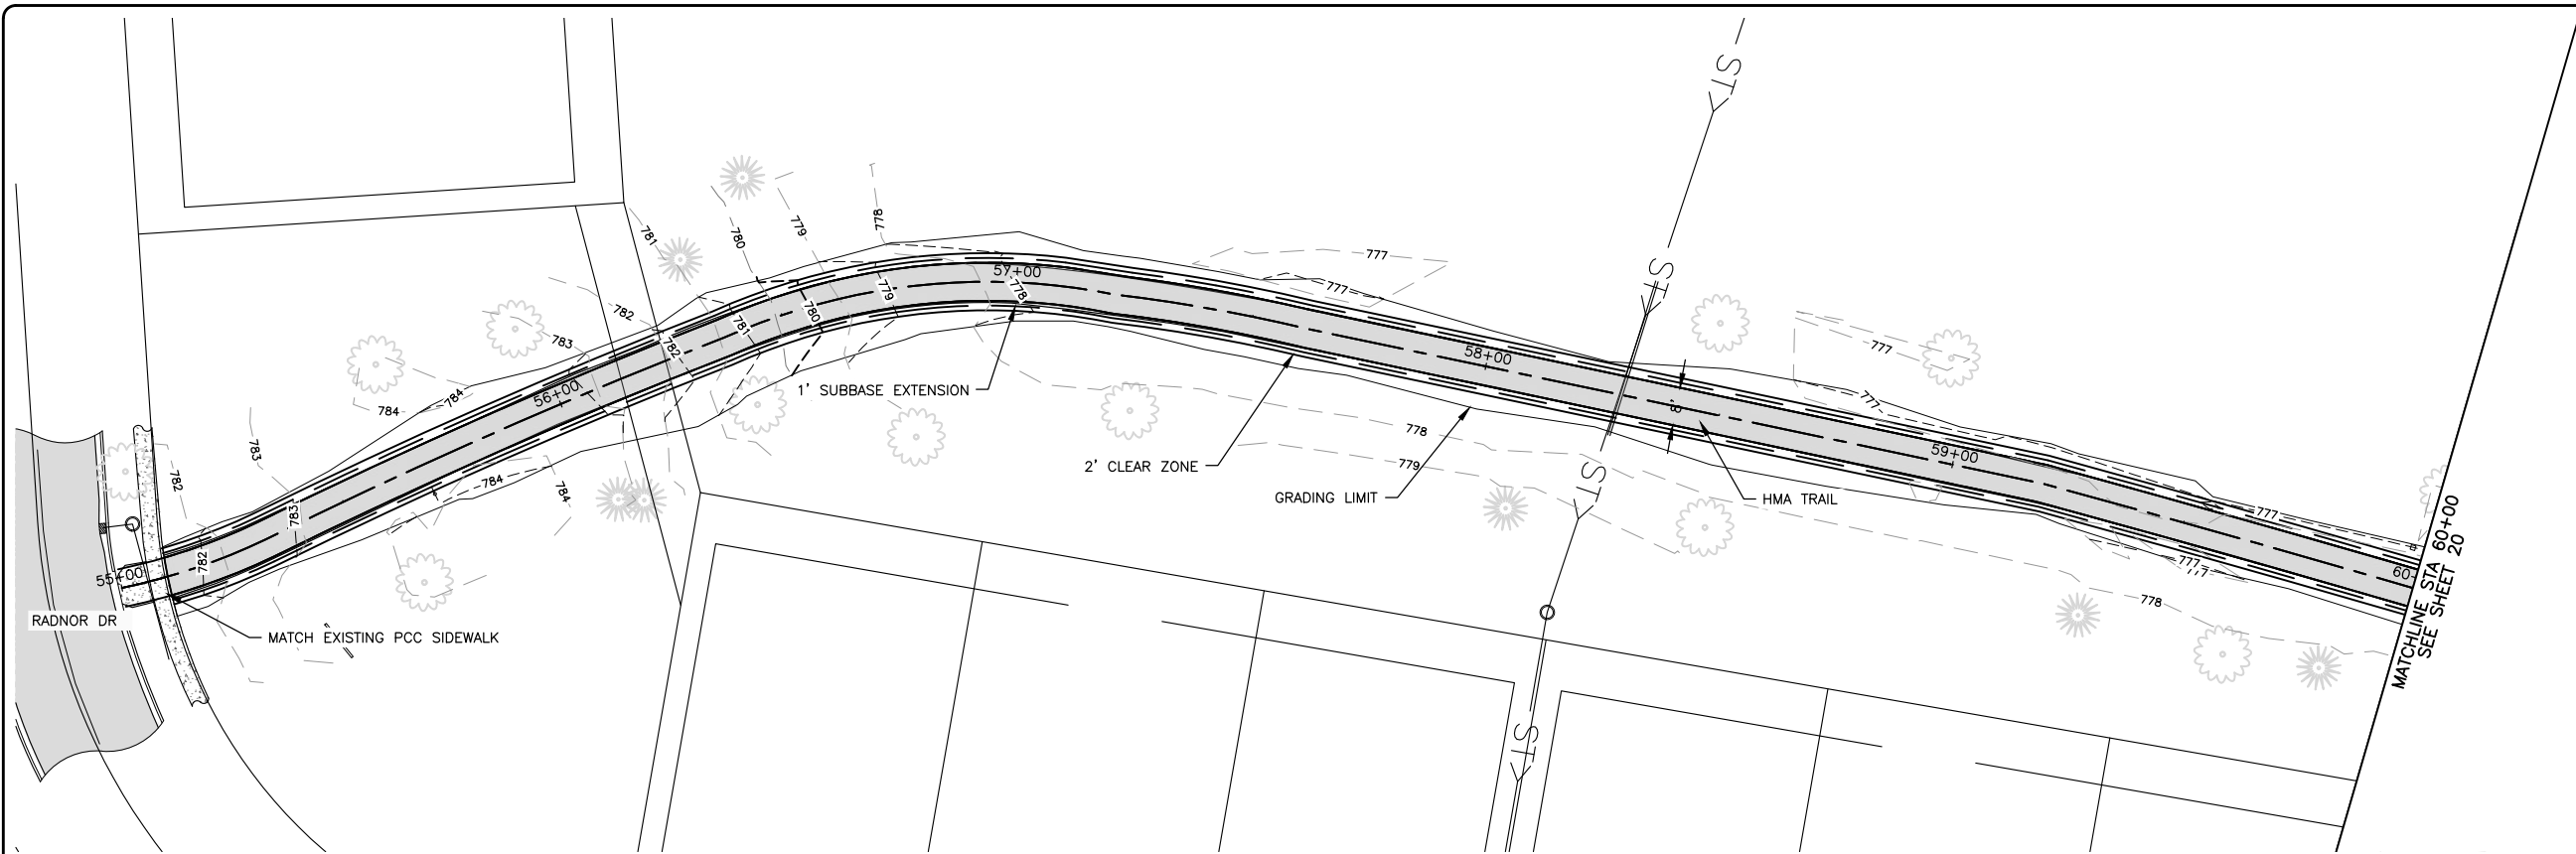 777
777
777
777
777
777
778
778
778
778
779
779
779
780
780
781
781
782
782
782
782
783
783
783
784
784
784
784
55+00
56+00
57+00
58+00
59+00
60-
ST
ST
ST
ST
8'
1' SUBBASE EXTENSION
2' CLEAR ZONE
GRADING LIMIT
HMA TRAIL
RADNOR DR
MATCH EXISTING PCC SIDEWALK
MATCHLINE STA 60+00
SEE SHEET 20